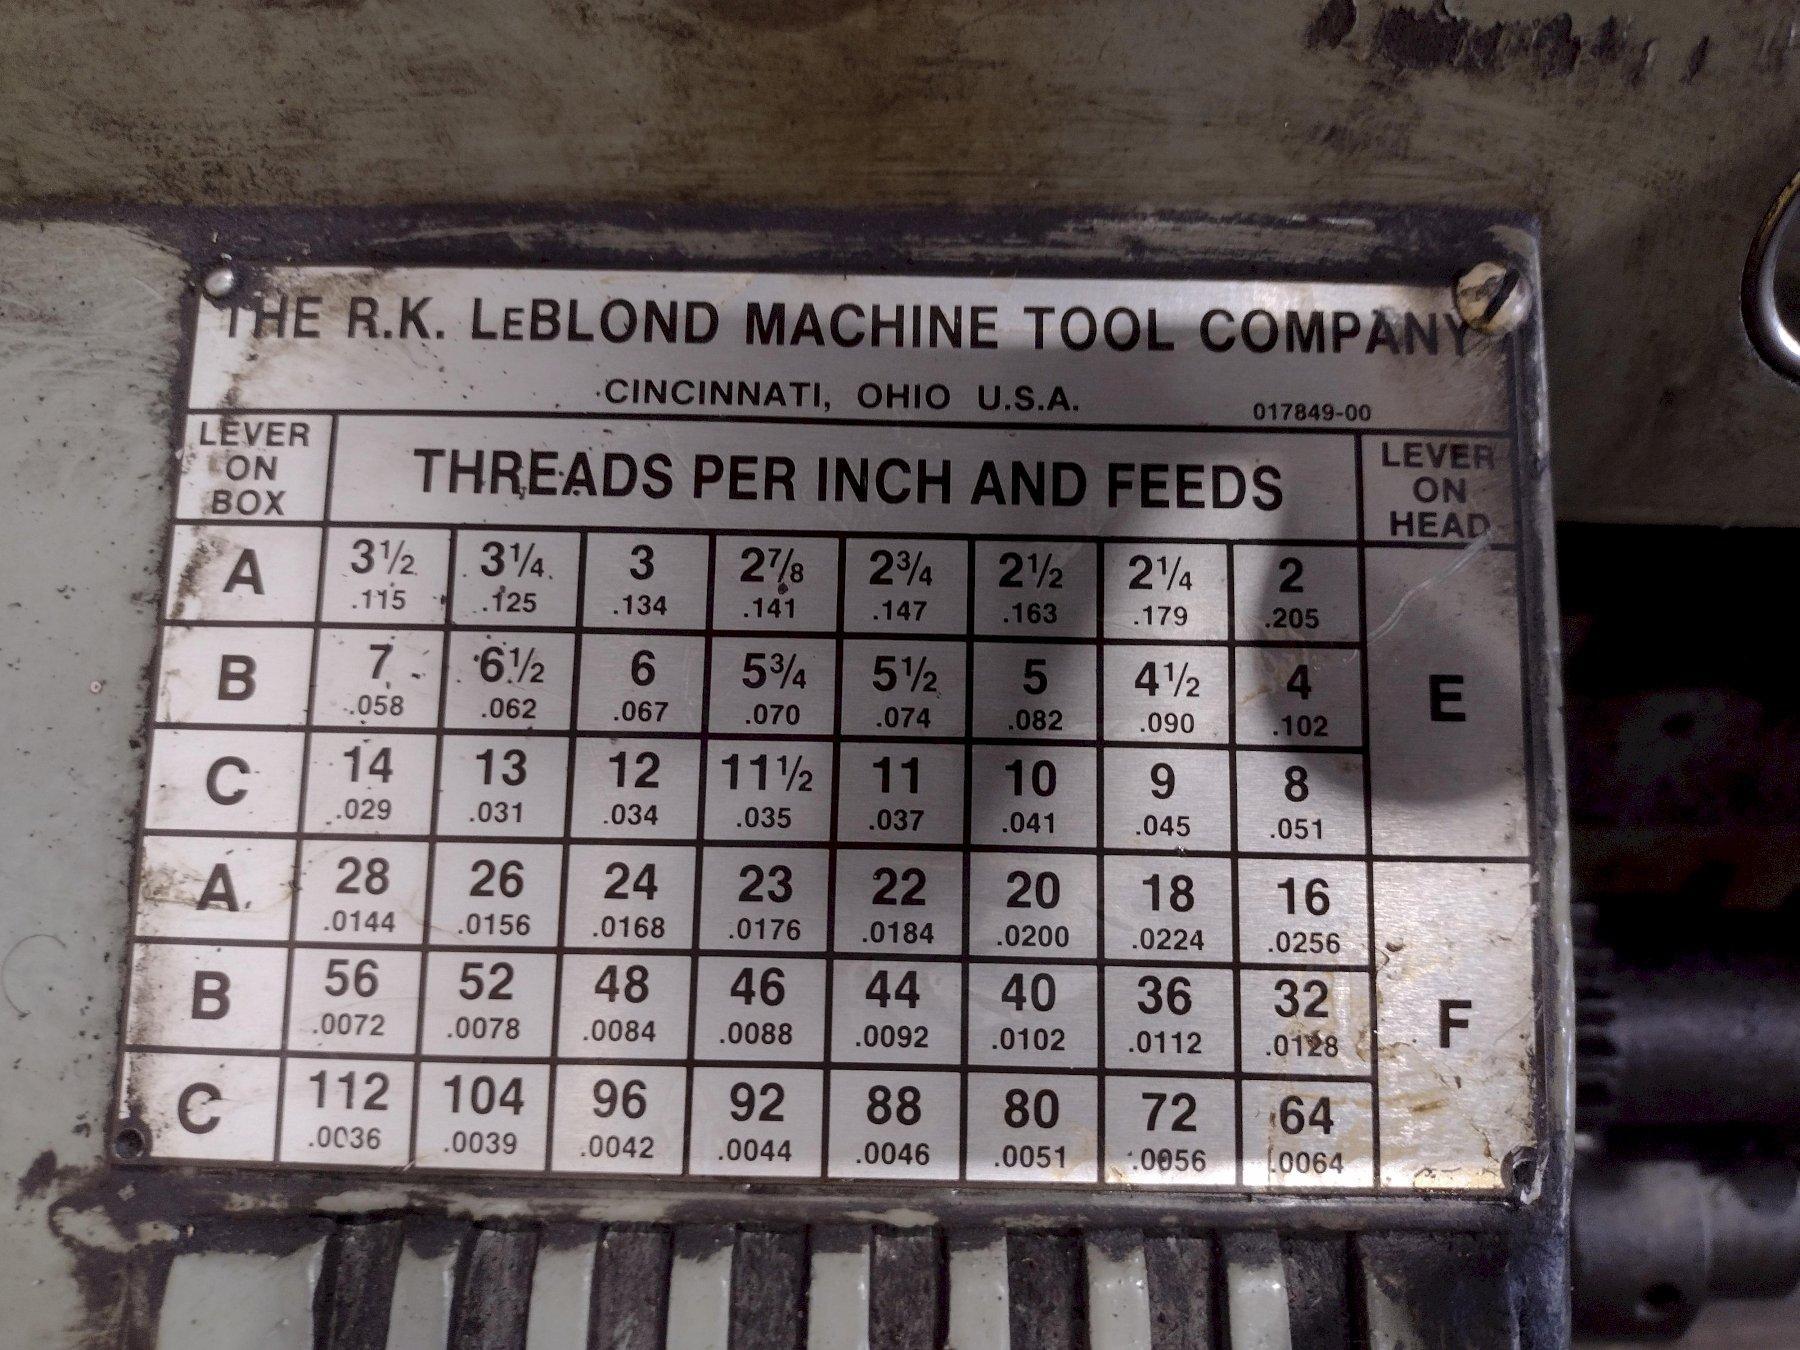 THE R.K. LEBLOND MACHINE TOOL COMPANY
CINCINNATI, OHIO U.S.A.
017849-00
LEVER ON BOX
THREADS PER INCH AND FEEDS
LEVER ON HEAD
A 3½ 3¼ 3 2⅞ 2¾ 2½ 2¼ 2
.115 .125 .134 .141 .147 .163 .179 .205
B 7 6½ 6 5¾ 5½ 5 4½ 4 E
.058 .062 .067 .070 .074 .082 .090 .102
C 14 13 12 11½ 11 10 9 8
.029 .031 .034 .035 .037 .041 .045 .051
A 28 26 24 23 22 20 18 16
.0144 .0156 .0168 .0176 .0184 .0200 .0224 .0256
B 56 52 48 46 44 40 36 32 F
.0072 .0078 .0084 .0088 .0092 .0102 .0112 .0128
C 112 104 96 92 88 80 72 64
.0036 .0039 .0042 .0044 .0046 .0051 .0056 .0064